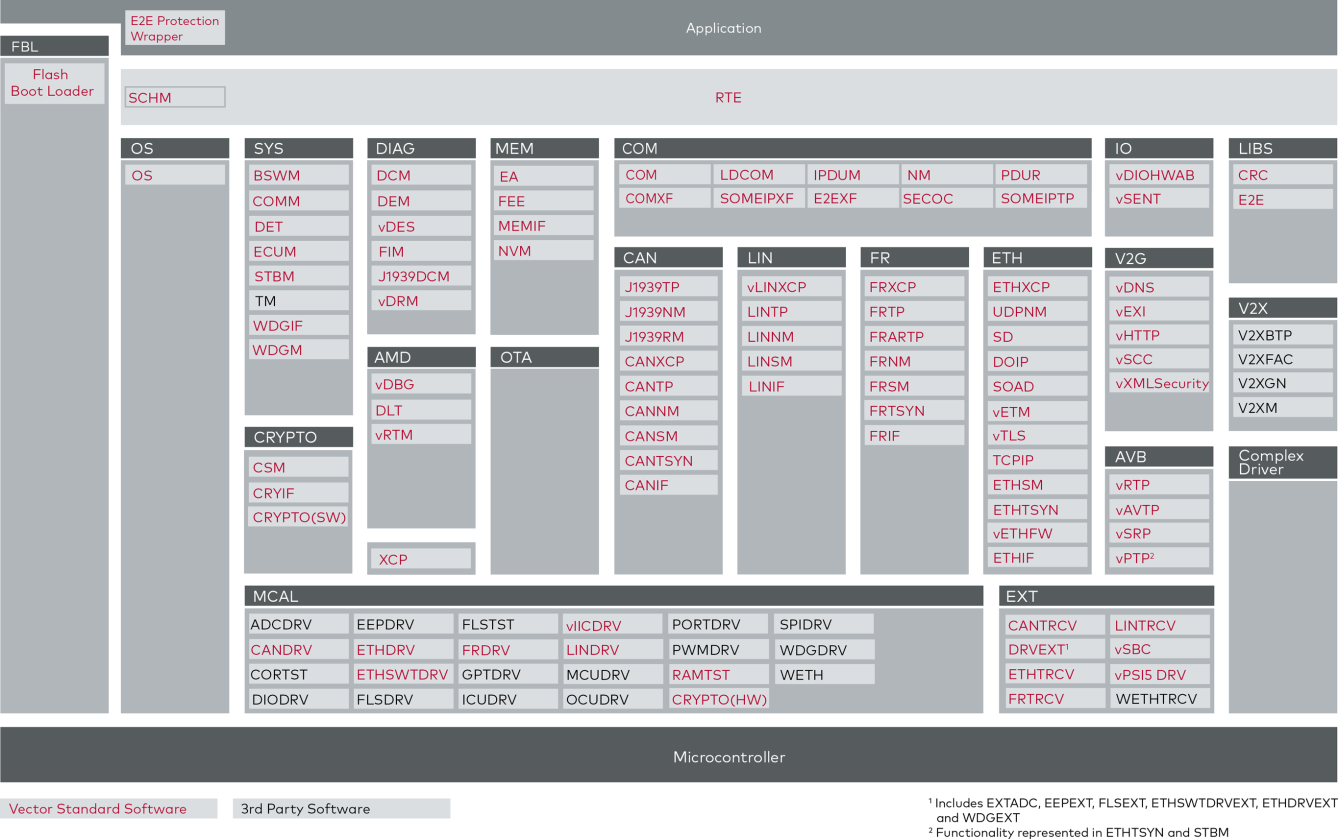 E2E Protection
Wrapper
Application
FBL
Flash
Boot Loader
SCHM
RTE
OS
OS
SYS
BSWM
COMM
DET
ECUM
STBM
TM
WDGIF
WDGM
CRYPTO
CSM
CRYIF
CRYPTO(SW)
DIAG
DCM
DEM
vDES
FIM
J1939DCM
vDRM
AMD
vDBG
DLT
vRTM
XCP
MEM
EA
FEE
MEMIF
NVM
OTA
COM
COM LDCOM IPDUM NM PDUR
COMXF SOMEIPXF E2EXF SECOC SOMEIPTP
CAN
J1939TP
J1939NM
J1939RM
CANXCP
CANTP
CANNM
CANSM
CANTSYN
CANIF
LIN
vLINXCP
LINTP
LINNM
LINSM
LINIF
FR
FRXCP
FRTP
FRARTP
FRNM
FRSM
FRTSYN
FRIF
ETH
ETHXCP
UDPNM
SD
DOIP
SOAD
vETM
vTLS
TCPIP
ETHSM
ETHTSYN
vETHFW
ETHIF
IO
vDIOHWAB
vSENT
V2G
vDNS
vEXI
vHTTP
vSCC
vXMLSecurity
AVB
vRTP
vAVTP
vSRP
vPTP²
LIBS
CRC
E2E
V2X
V2XBTP
V2XFAC
V2XGN
V2XM
Complex
Driver
MCAL
ADCDRV EEPDRV FLSTST vIICDRV PORTDRV SPIDRV
CANDRV ETHDRV FRDRV LINDRV PWMDRV WDGDRV
CORTST ETHSWTDRV GPTDRV MCUDRV RAMTST WETH
DIODRV FLSDRV ICUDRV OCUDRV CRYPTO(HW)
EXT
CANTRCV LINTRCV
DRVEXT¹ vSBC
ETHTRCV vPSI5 DRV
FRTRCV WETHTRCV
Microcontroller
Vector Standard Software
3rd Party Software
¹ Includes EXTADC, EEPEXT, FLSEXT, ETHSWTDRVEXT, ETHDRVEXT
and WDGEXT
² Functionality represented in ETHTSYN and STBM